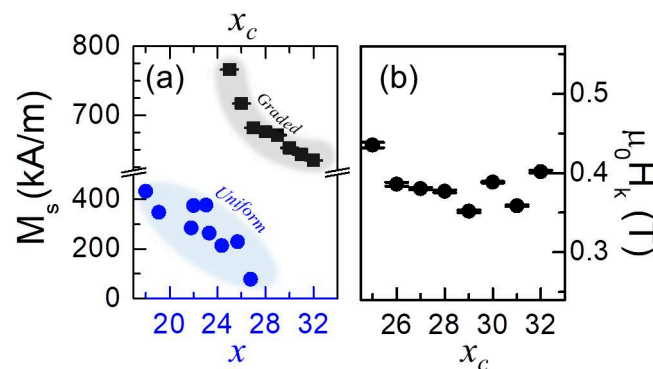 x_c
(a)
(b)
800
700
400
200
0
M_s (kA/m)
Graded
Uniform
20 24 28 32
x
0.5
0.4
0.3
μ_0H_k (T)
26 28 30 32
x_c